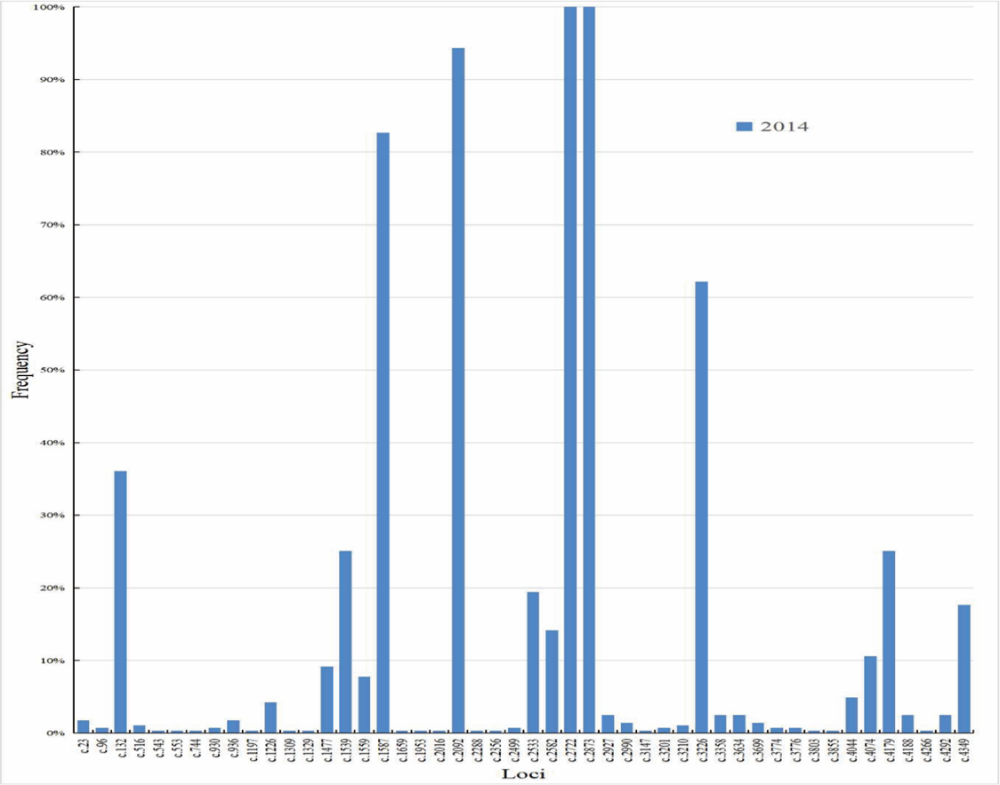 100%
90%
80%
70%
60%
50%
40%
30%
20%
10%
0%
Frequency
2014
c.23
c.96
c.132
c.516
c.543
c.553
c.744
c.930
c.936
c.1197
c.1226
c.1309
c.1329
c.1477
c.1539
c.1559
c.1587
c.1659
c.1953
c.2016
c.2092
c.2288
c.2356
c.2499
c.2533
c.2582
c.2722
c.2873
c.2927
c.2990
c.3147
c.3201
c.3210
c.3226
c.3358
c.3634
c.3699
c.3774
c.3776
c.3803
c.3855
c.4044
c.4074
c.4179
c.4188
c.4266
c.4292
c.4349
Loci